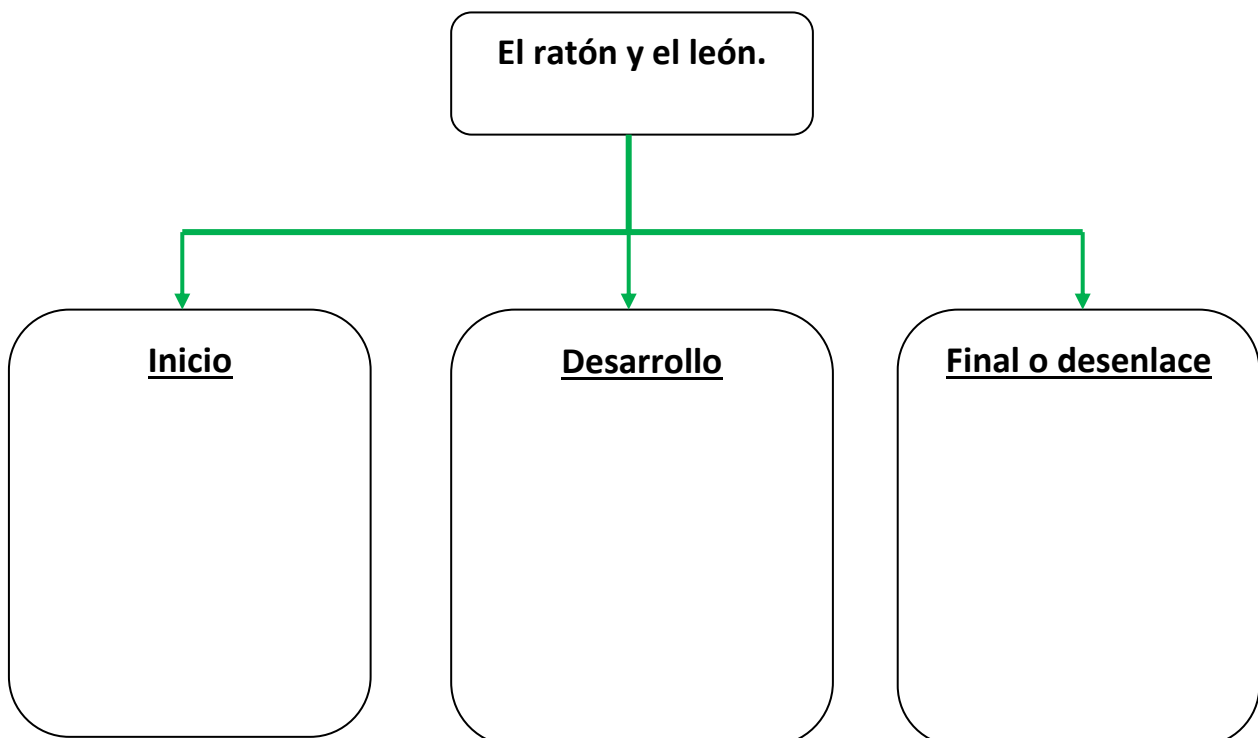 El ratón y el león.
Inicio
Desarrollo
Final o desenlace